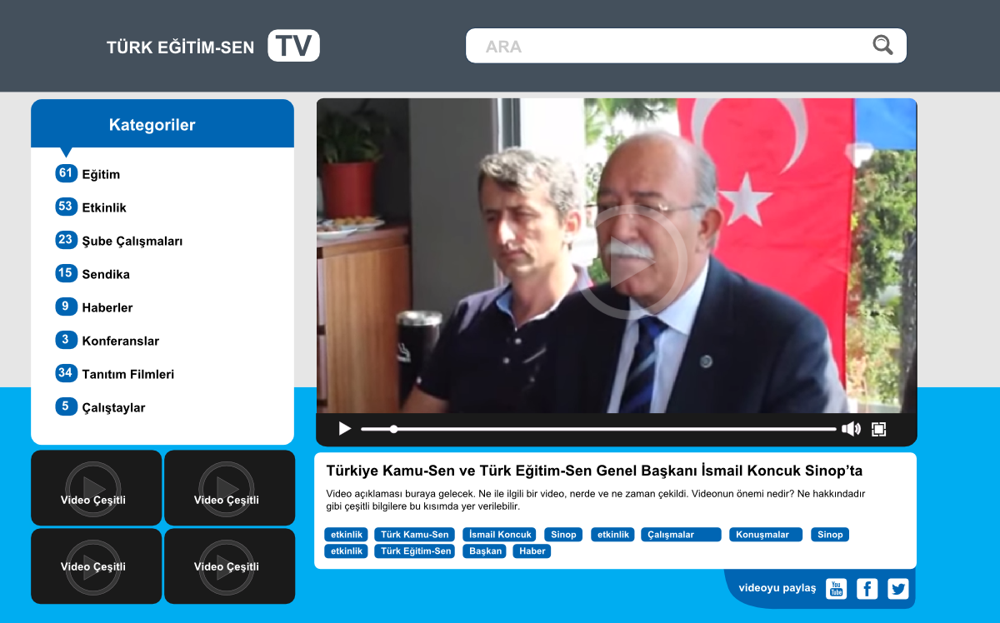 TÜRK EĞİTİM-SEN TV
ARA
Kategoriler
61 Eğitim
53 Etkinlik
23 Şube Çalışmaları
15 Sendika
9 Haberler
3 Konferanslar
34 Tanıtım Filmleri
5 Çalıştaylar
Video Çeşitli
Video Çeşitli
Video Çeşitli
Video Çeşitli
Türkiye Kamu-Sen ve Türk Eğitim-Sen Genel Başkanı İsmail Koncuk Sinop’ta
Video açıklaması buraya gelecek. Ne ile ilgili bir video, nerde ve ne zaman çekildi. Videonun önemi nedir? Ne hakkındadır
gibi çeşitli bilgilere bu kısımda yer verilebilir.
etkinlik Türk Kamu-Sen İsmail Koncuk Sinop etkinlik Çalışmalar Konuşmalar Sinop
etkinlik Türk Eğitim-Sen Başkan Haber
videoyu paylaş You Tube